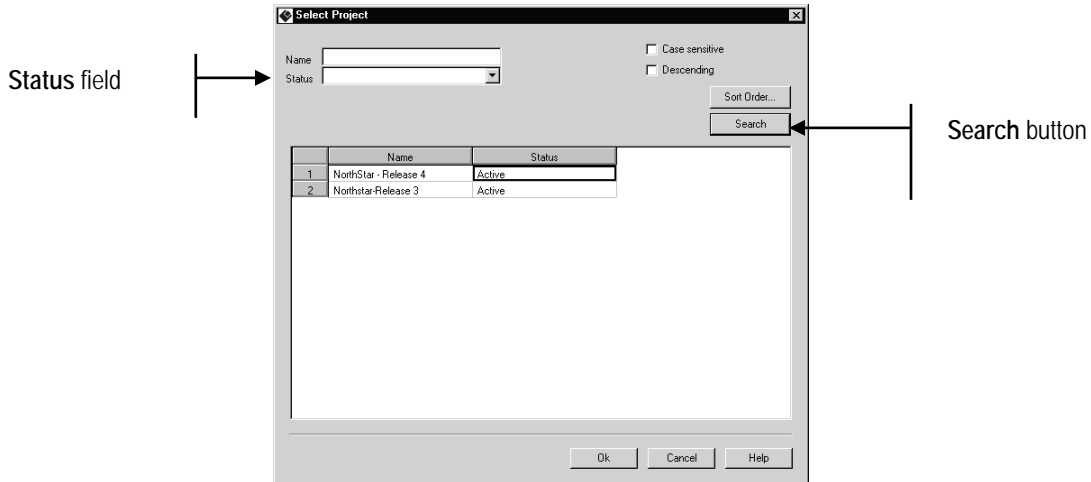 Select Project
Name
Status
Case sensitive
Descending
Sort Order...
Search
Status field
Search button
Name Status
1 NorthStar - Release 4 Active
2 Northstar-Release 3 Active
Ok Cancel Help